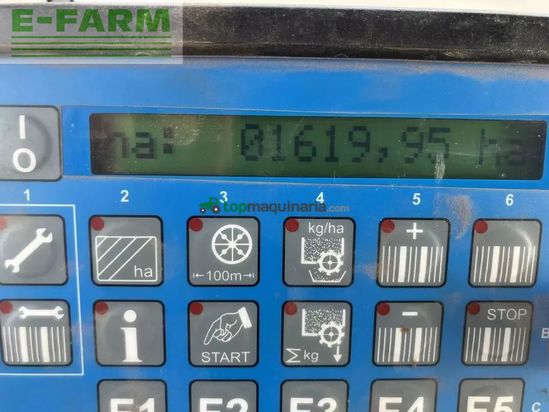 E-FARM
ha: 01619,95 ha
I
O
1 2 3 4 5 6
topmaquinaria.com
kg/ha +
ha 100m
i START Σkg - STOP
B
F1 F2 F3 F4 F5 C